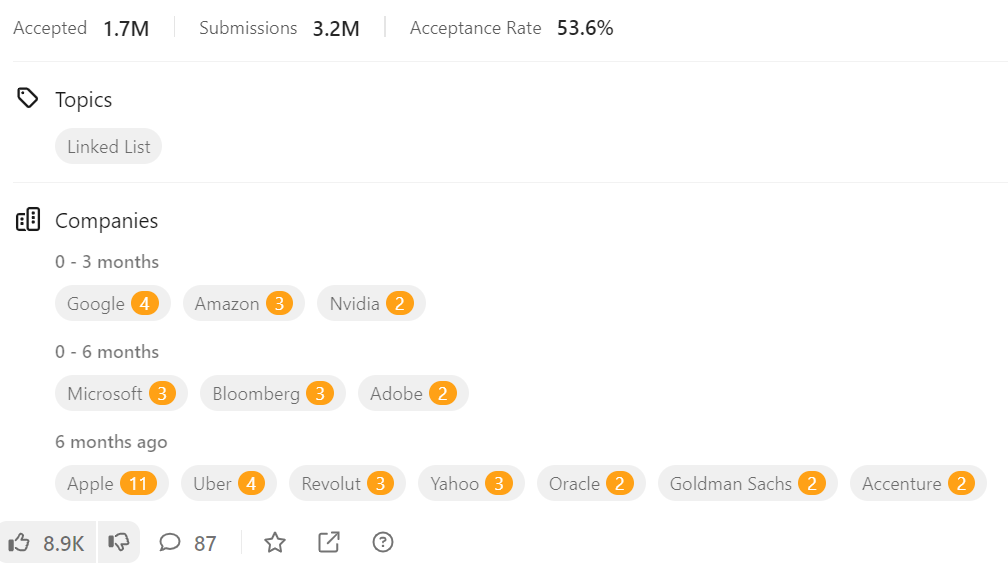 Accepted 1.7M Submissions 3.2M Acceptance Rate 53.6%
Topics
Linked List
Companies
0 - 3 months
Google 4 Amazon 3 Nvidia 2
0 - 6 months
Microsoft 3 Bloomberg 3 Adobe 2
6 months ago
Apple 11 Uber 4 Revolut 3 Yahoo 3 Oracle 2 Goldman Sachs 2 Accenture 2
8.9K 87 ?